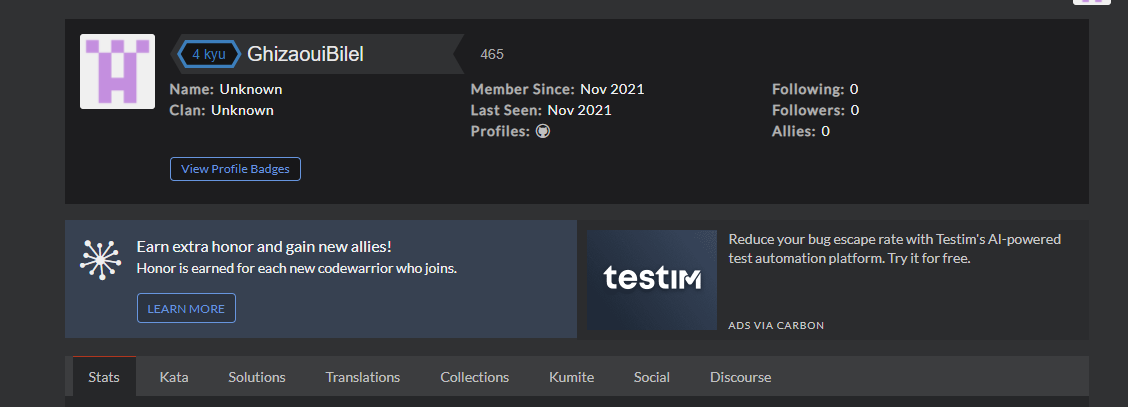 4 kyu GhizaouiBilel 465
Name: Unknown
Clan: Unknown
Member Since: Nov 2021
Last Seen: Nov 2021
Profiles:
Following: 0
Followers: 0
Allies: 0
View Profile Badges
Earn extra honor and gain new allies!
Honor is earned for each new codewarrior who joins.
LEARN MORE
testim
Reduce your bug escape rate with Testim's AI-powered
test automation platform. Try it for free.
ADS VIA CARBON
Stats Kata Solutions Translations Collections Kumite Social Discourse